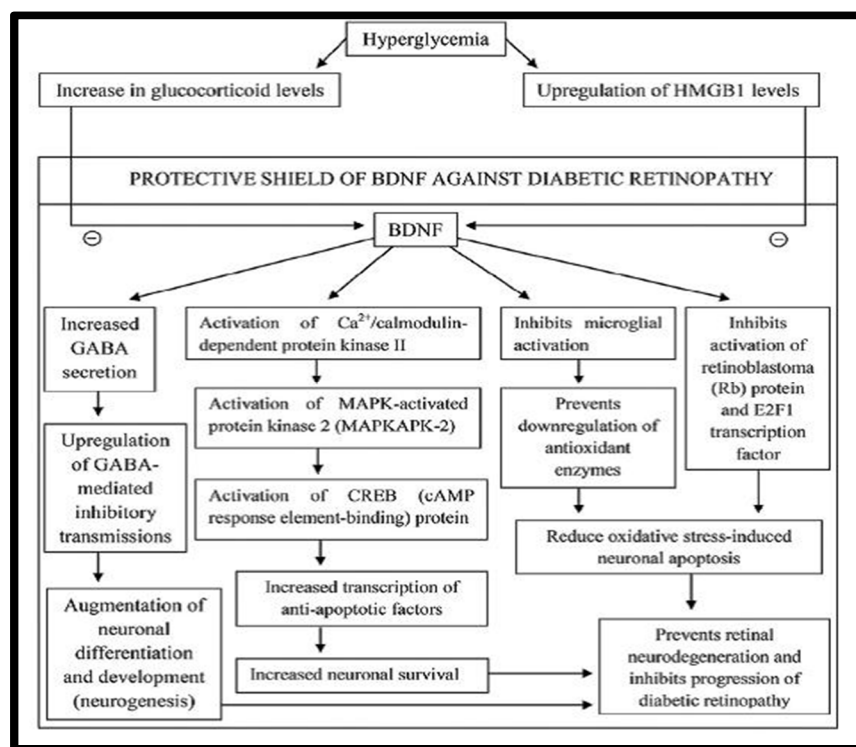 Hyperglycemia
Increase in glucocorticoid levels
Upregulation of HMGB1 levels
PROTECTIVE SHIELD OF BDNF AGAINST DIABETIC RETINOPATHY
⊖
BDNF
⊖
Increased
GABA
secretion
Activation of Ca²⁺/calmodulin-
dependent protein kinase II
Inhibits microglial
activation
Inhibits
activation of
retinoblastoma
(Rb) protein
and E2F1
transcription
factor
Upregulation
of GABA-
mediated
inhibitory
transmissions
Activation of MAPK-activated
protein kinase 2 (MAPKAPK-2)
Prevents
downregulation of
antioxidant
enzymes
Activation of CREB (cAMP
response element-binding) protein
Reduce oxidative stress-induced
neuronal apoptosis
Increased transcription of
anti-apoptotic factors
Augmentation of
neuronal
differentiation
and development
(neurogenesis)
Increased neuronal survival
Prevents retinal
neurodegeneration and
inhibits progression of
diabetic retinopathy